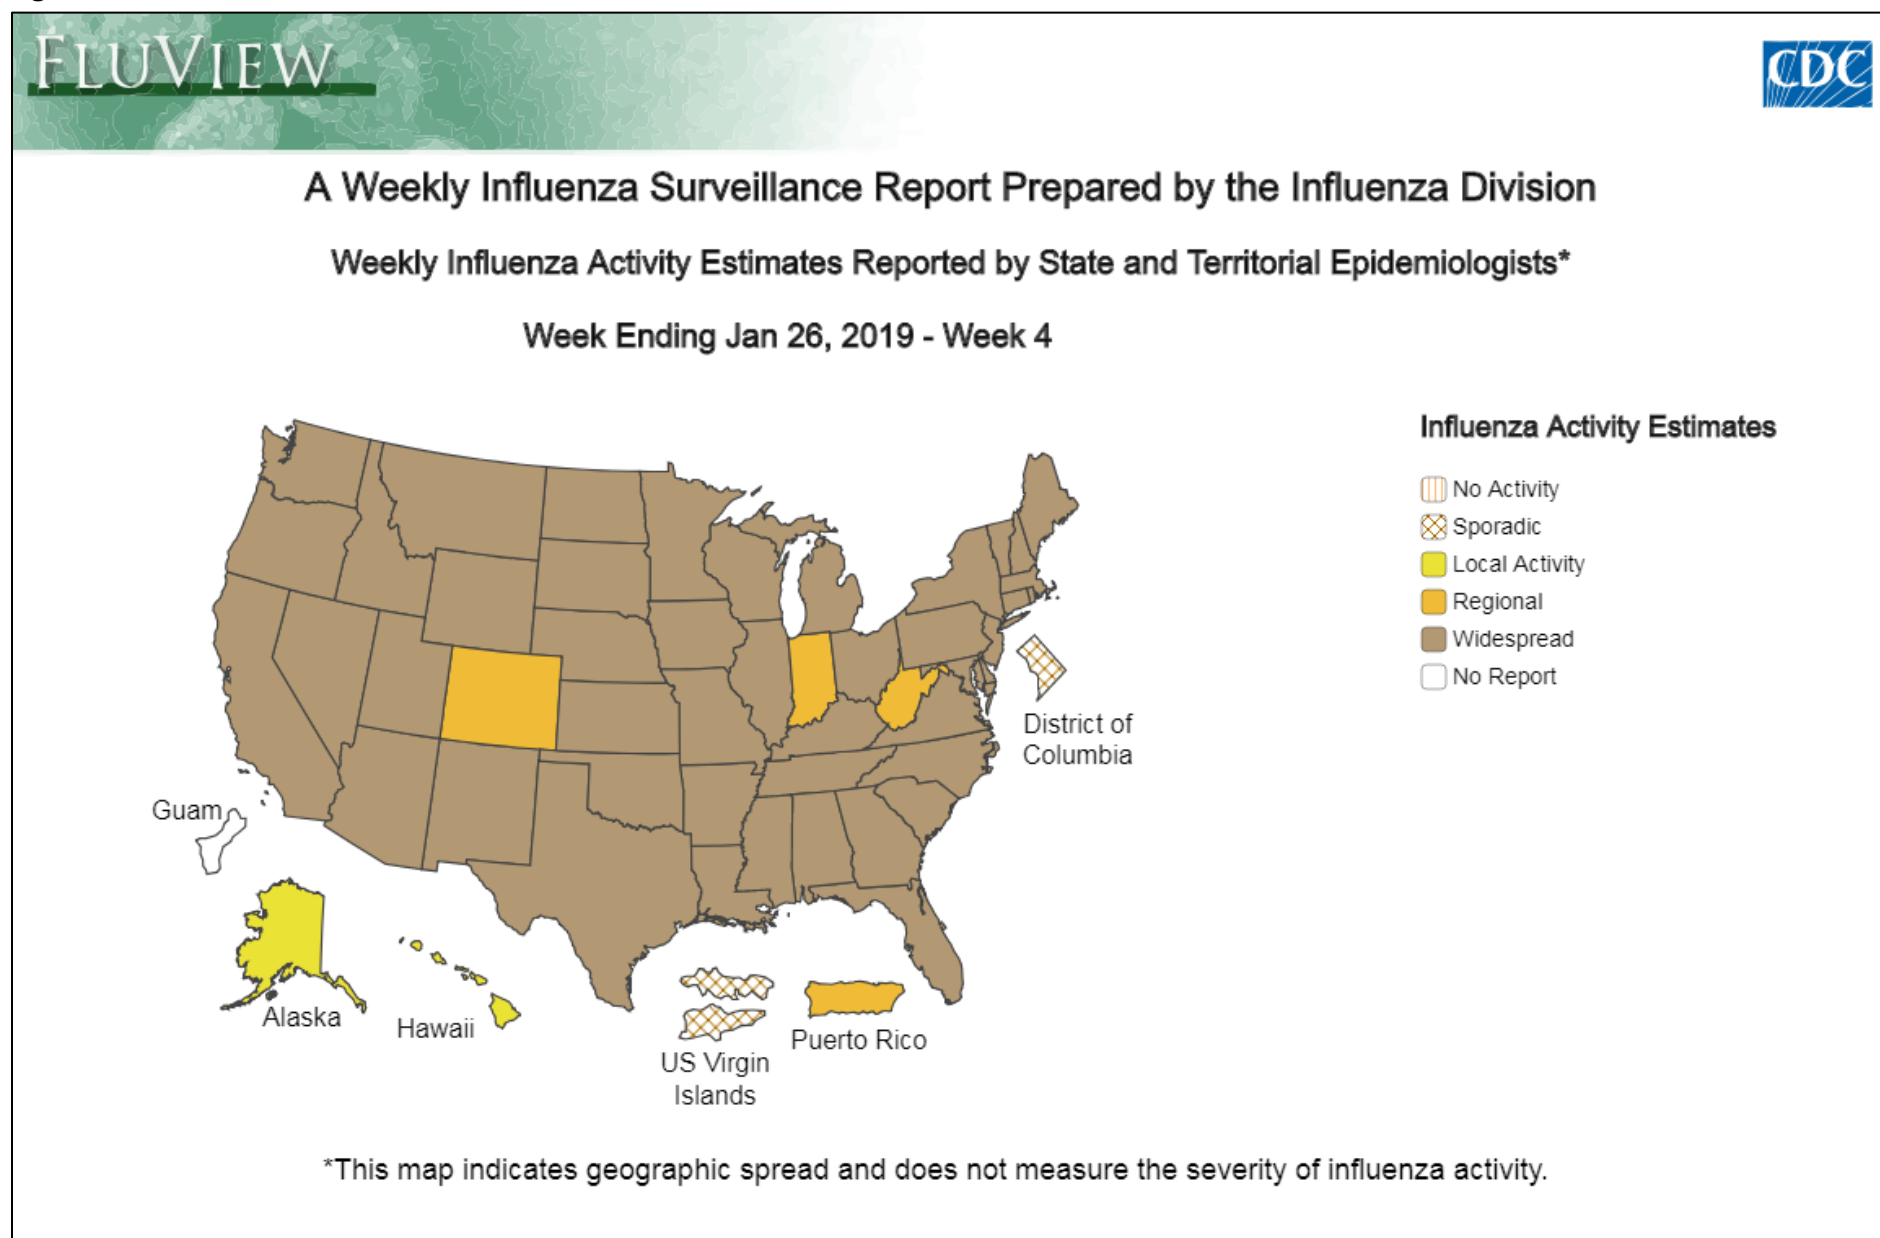 FLUVIEW
CDC
A Weekly Influenza Surveillance Report Prepared by the Influenza Division
Weekly Influenza Activity Estimates Reported by State and Territorial Epidemiologists*
Week Ending Jan 26, 2019 - Week 4
Influenza Activity Estimates
No Activity
Sporadic
Local Activity
Regional
Widespread
No Report
District of
Columbia
Guam
Alaska
Hawaii
US Virgin
Islands
Puerto Rico
*This map indicates geographic spread and does not measure the severity of influenza activity.